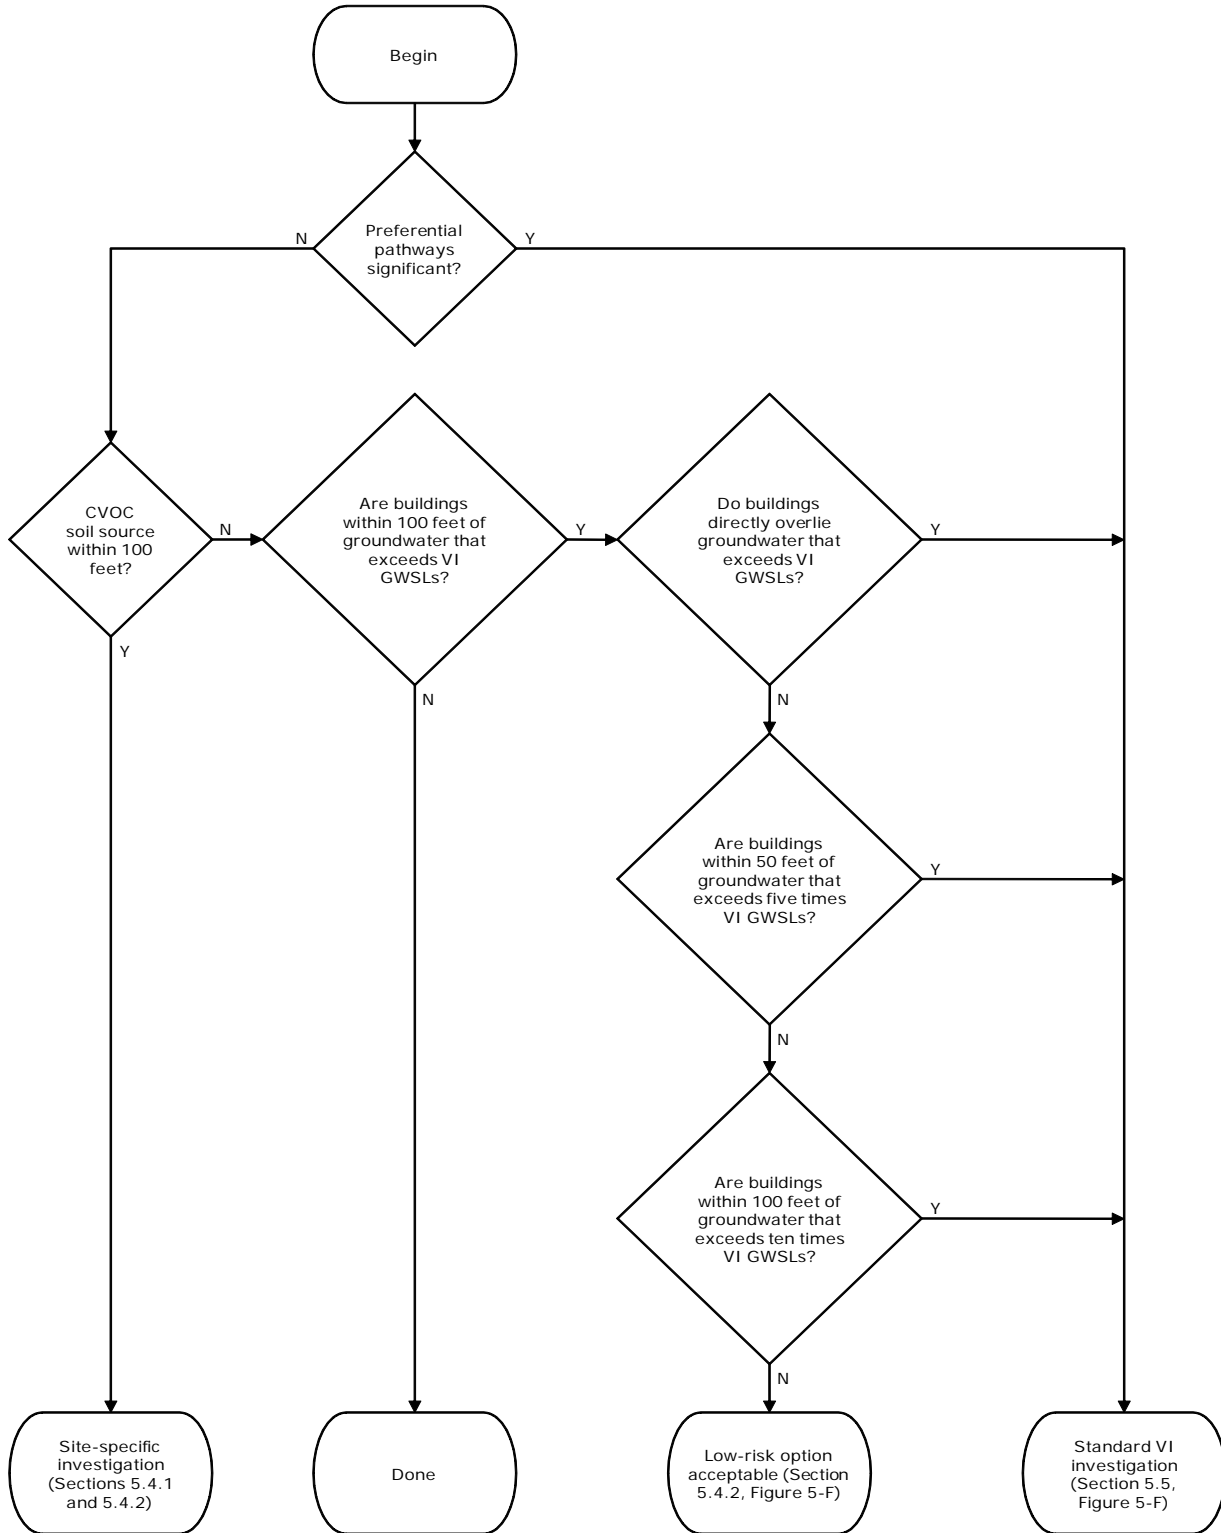 Begin
Preferential
pathways
significant?
N
Y
CVOC
soil source
within 100
feet?
N
Y
Are buildings
within 100 feet of
groundwater that
exceeds VI
GWSLs?
Y
N
Do buildings
directly overlie
groundwater that
exceeds VI
GWSLs?
Y
N
Are buildings
within 50 feet of
groundwater that
exceeds five times
VI GWSLs?
Y
N
Are buildings
within 100 feet of
groundwater that
exceeds ten times
VI GWSLs?
Y
N
Site-specific
investigation
(Sections 5.4.1
and 5.4.2)
Done
Low-risk option
acceptable (Section
5.4.2, Figure 5-F)
Standard VI
investigation
(Section 5.5,
Figure 5-F)